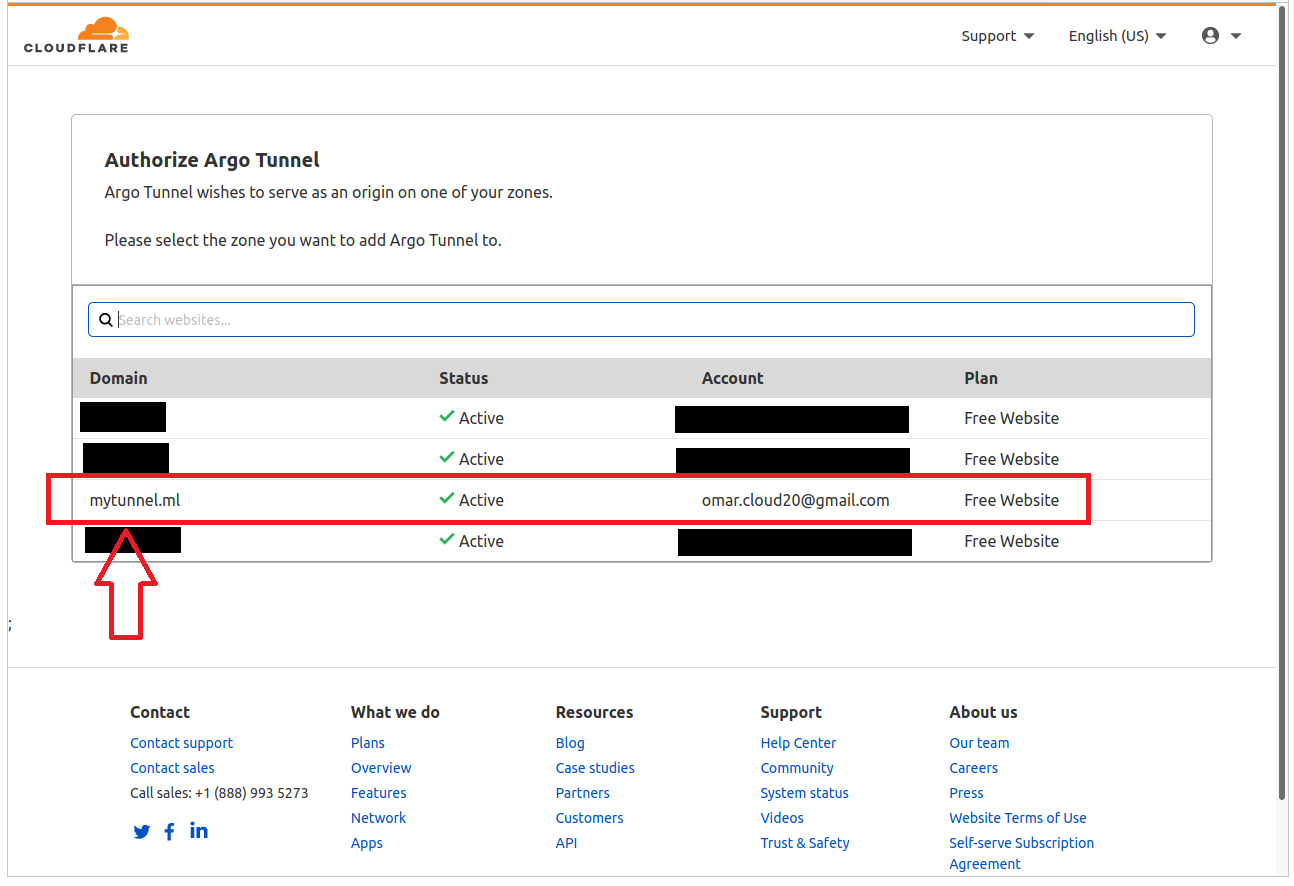 CLOUDFLARE
Support English (US)
Authorize Argo Tunnel
Argo Tunnel wishes to serve as an origin on one of your zones.
Please select the zone you want to add Argo Tunnel to.
Search websites...
Domain Status Account Plan
Active Free Website
Active Free Website
mytunnel.ml Active omar.cloud20@gmail.com Free Website
Active Free Website
;
Contact What we do Resources Support About us
Contact support Plans Blog Help Center Our team
Contact sales Overview Case studies Community Careers
Call sales: +1 (888) 993 5273 Features Partners System status Press
Network Customers Videos Website Terms of Use
Apps API Trust & Safety Self-serve Subscription
Agreement